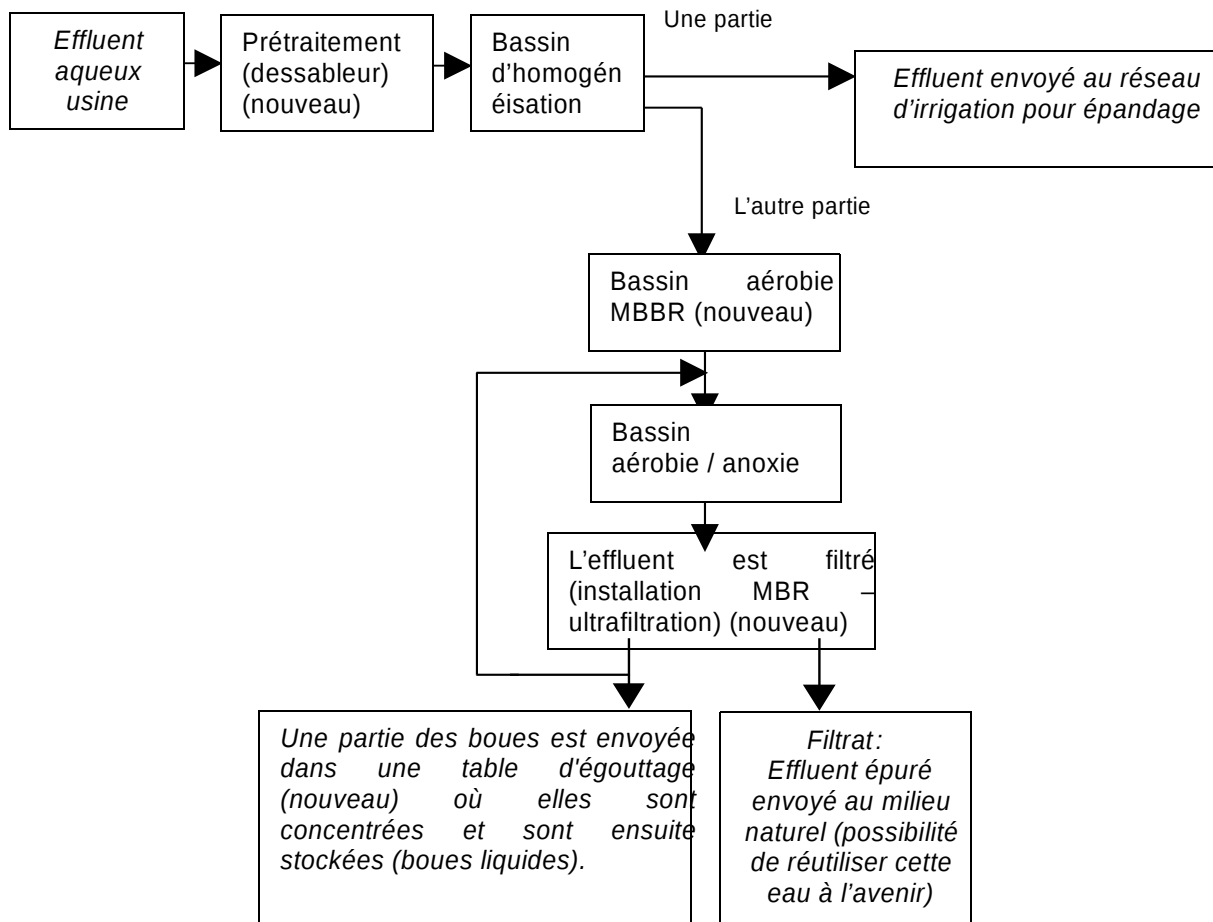 Effluent
aqueux
usine
Prétraitement
(dessableur)
(nouveau)
Bassin
d'homogén
éisation
Une partie
Effluent envoyé au réseau
d'irrigation pour épandage
L'autre partie
Bassin aérobie
MBBR (nouveau)
Bassin
aérobie / anoxie
L'effluent est filtré
(installation MBR –
ultrafiltration) (nouveau)
Une partie des boues est envoyée
dans une table d'égouttage
(nouveau) où elles sont
concentrées et sont ensuite
stockées (boues liquides).
Filtrat:
Effluent épuré
envoyé au milieu
naturel (possibilité
de réutiliser cette
eau à l'avenir)